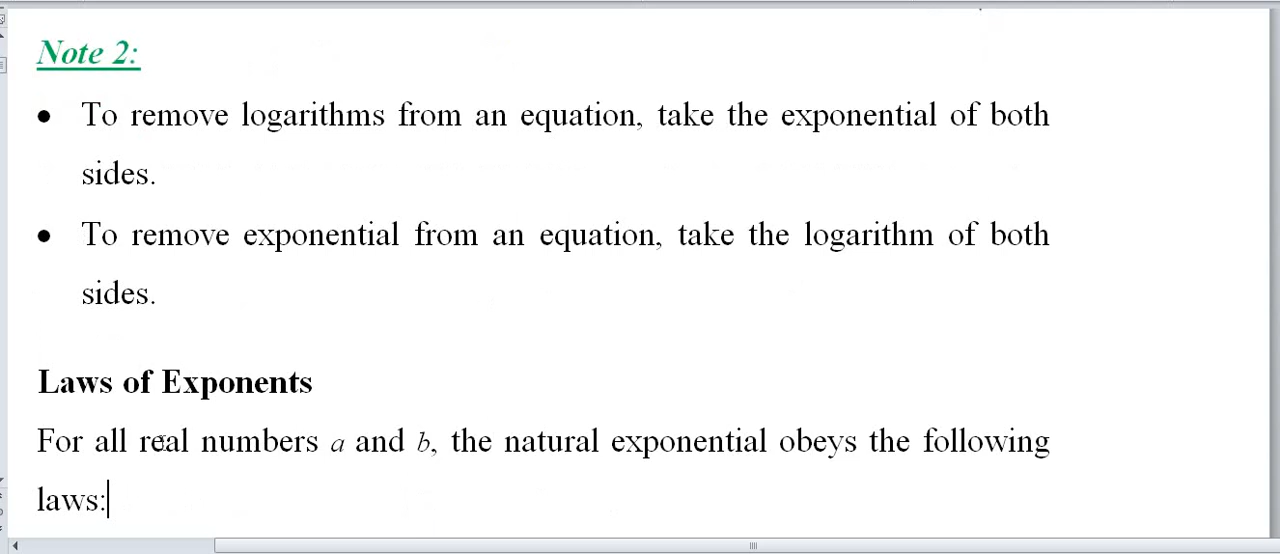 Note 2:
• To remove logarithms from an equation, take the exponential of both
sides.
• To remove exponential from an equation, take the logarithm of both
sides.
Laws of Exponents
For all real numbers a and b, the natural exponential obeys the following
laws: